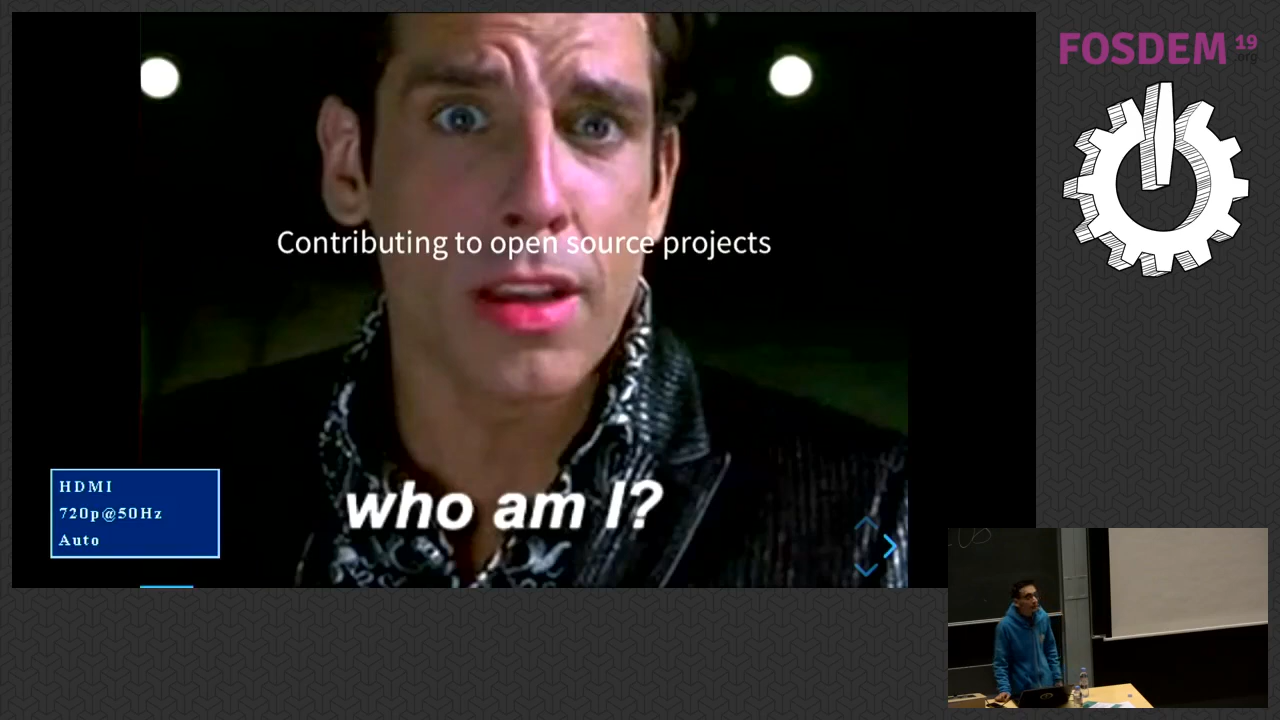 FOSDEM 19
.org
Contributing to open source projects
who am I?
HDMI
720p@50Hz
Auto